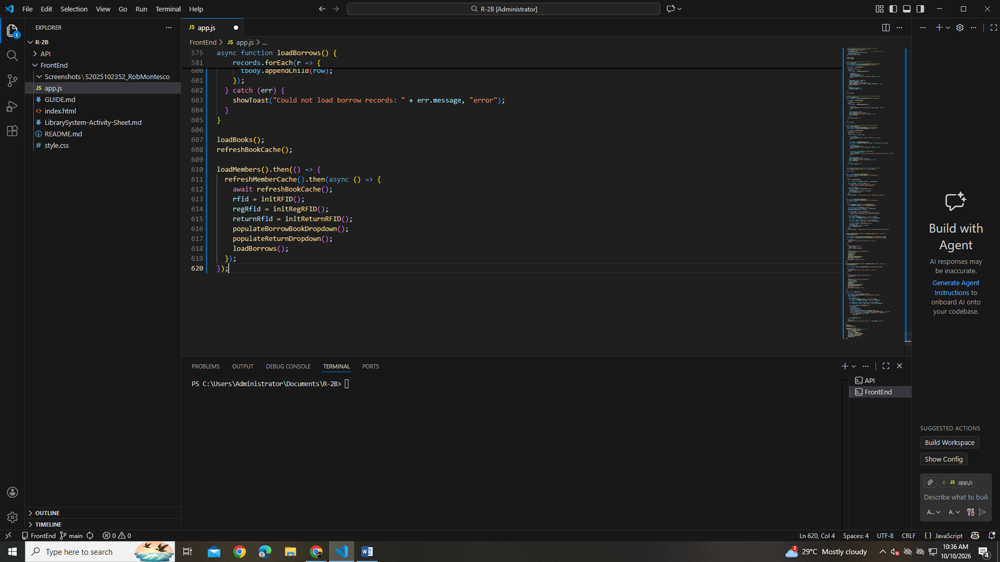 File Edit Selection View Go Run Terminal Help
R-2B [Administrator]
EXPLORER
R-2B
API
FrontEnd
Screenshots \ S2025102352_RobMontesco
JS app.js
GUIDE.md
index.html
LibrarySystem-Activity-Sheet.md
README.md
# style.css
OUTLINE
TIMELINE
1
JS app.js
FrontEnd > JS app.js > ...
575 async function loadBorrows() {
581 records.forEach(r => {
600 tbody.appendChild(row);
601 });
602 } catch (err) {
603 showToast("Could not load borrow records: " + err.message, "error");
604 }
605 }
606
607 loadBooks();
608 refreshBookCache();
609
610 loadMembers().then(() => {
611 refreshMemberCache().then(async () => {
612 await refreshBookCache();
613 rfid = initRFID();
614 regRfid = initRegRFID();
615 returnRfid = initReturnRFID();
616 populateBorrowBookDropdown();
617 populateReturnDropdown();
618 loadBorrows();
619 });
620 });
PROBLEMS OUTPUT DEBUG CONSOLE TERMINAL PORTS
PS C:\Users\Administrator\Documents\R-2B>
API
FrontEnd
Build with
Agent
AI responses may
be inaccurate.
Generate Agent
Instructions to
onboard AI onto
your codebase.
SUGGESTED ACTIONS
Build Workspace
Show Config
+ JS app.js
Describe what to buil
A... A.
FrontEnd main 0 0
Ln 620, Col 4 Spaces: 4 UTF-8 CRLF { } JavaScript
Type here to search
2 29°C Mostly cloudy
10:36 AM
10/10/2026
4